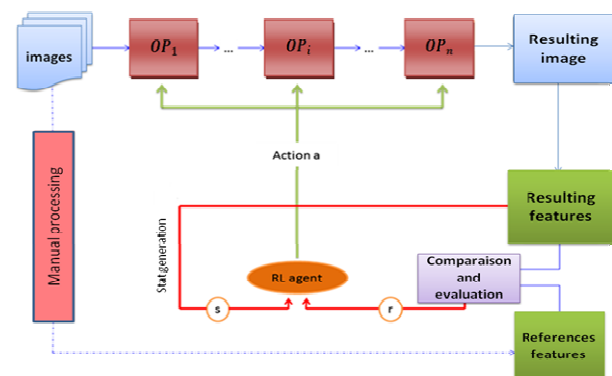 images
OP1
...
OPi
...
OPn
Resulting
image
Action a
Manual processing
Stat generation
Resulting
features
RL agent
Comparaison
and
evaluation
s
r
References
features